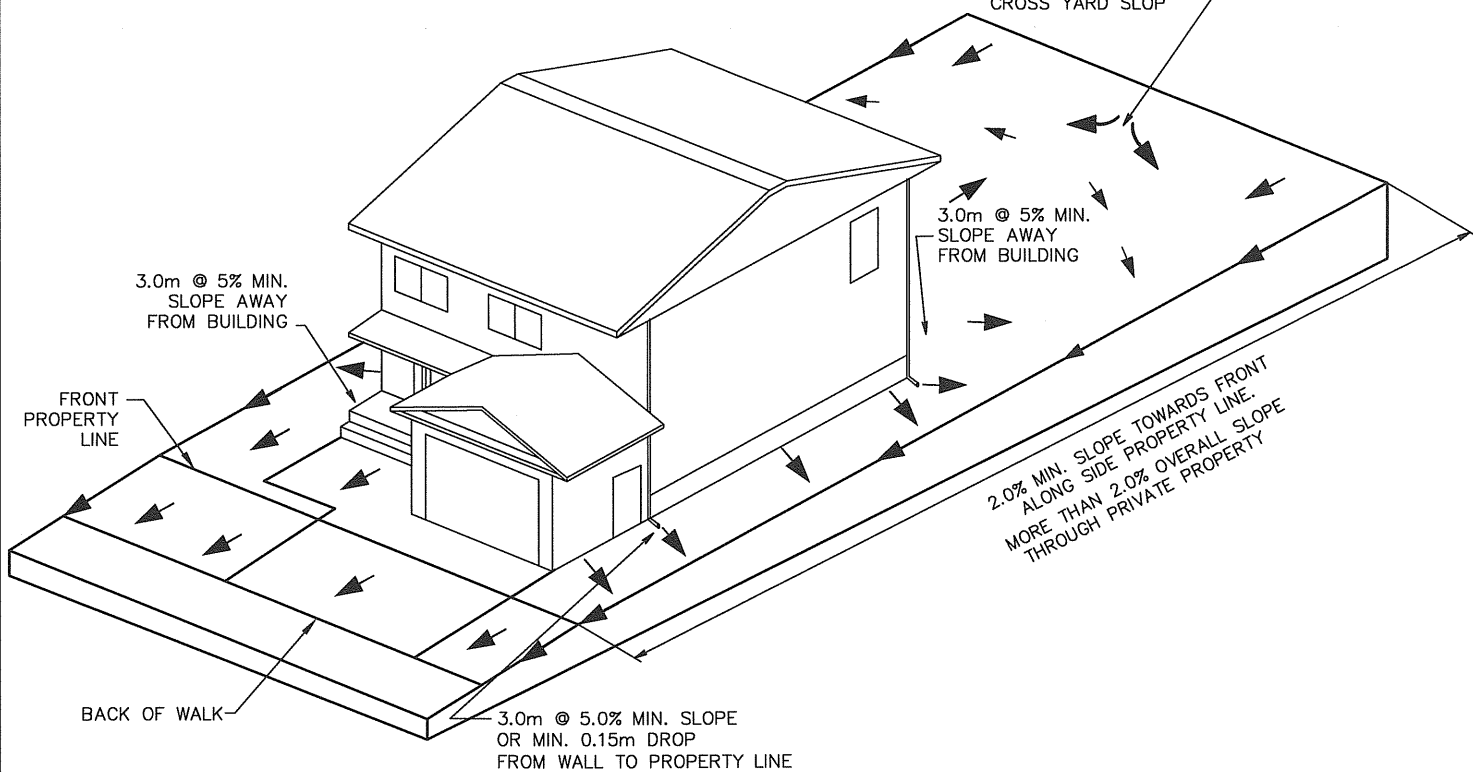 CROSS YARD SLOP
3.0m @ 5% MIN.
SLOPE AWAY
FROM BUILDING
3.0m @ 5% MIN.
SLOPE AWAY
FROM BUILDING
FRONT
PROPERTY
LINE
2.0% MIN. SLOPE TOWARDS FRONT
ALONG SIDE PROPERTY LINE.
MORE THAN 2.0% OVERALL SLOPE
THROUGH PRIVATE PROPERTY
BACK OF WALK
3.0m @ 5.0% MIN. SLOPE
OR MIN. 0.15m DROP
FROM WALL TO PROPERTY LINE